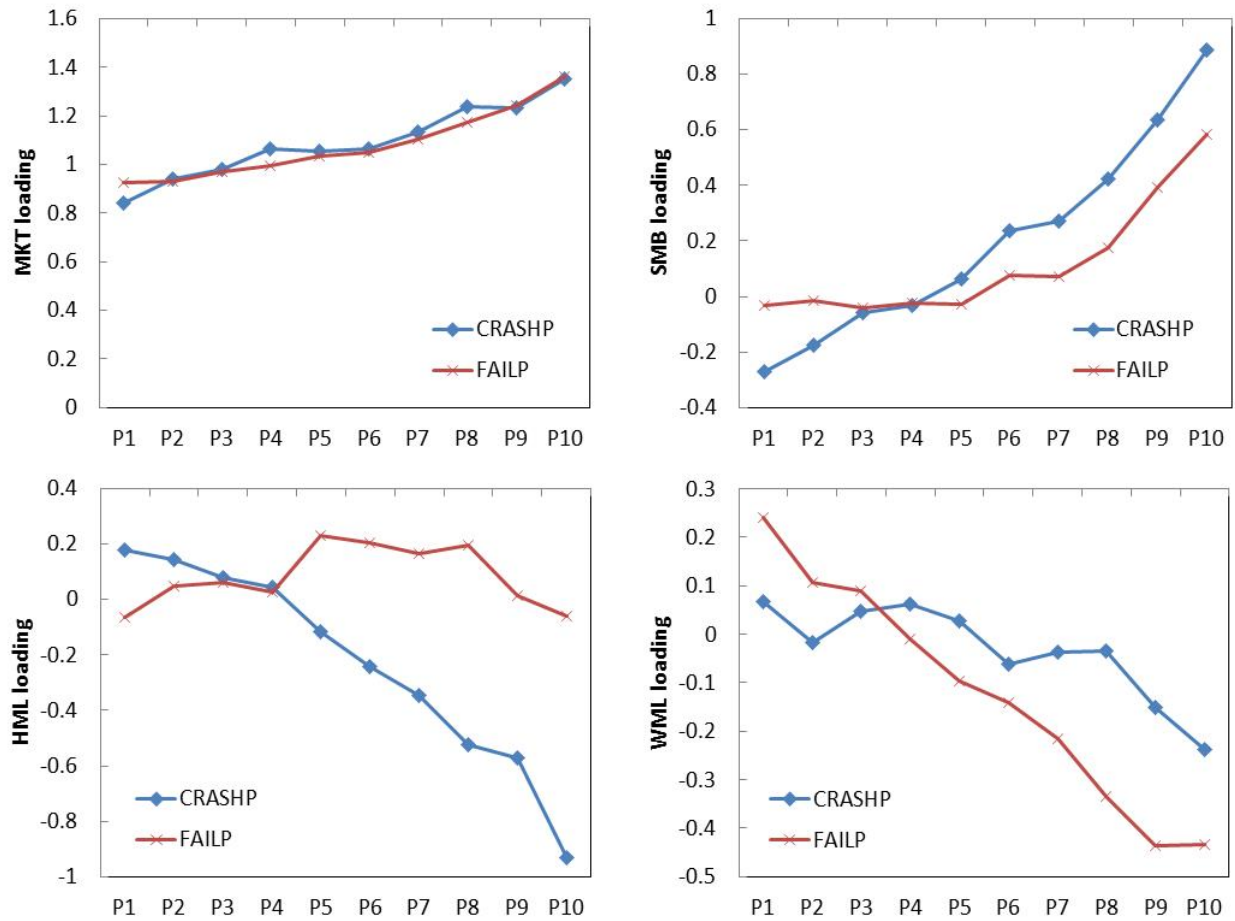 MKT loading
1.6
1.4
1.2
1
0.8
0.6
0.4
0.2
0
CRASHP
FAILP
P1 P2 P3 P4 P5 P6 P7 P8 P9 P10
SMB loading
1
0.8
0.6
0.4
0.2
0
-0.2
-0.4
CRASHP
FAILP
P1 P2 P3 P4 P5 P6 P7 P8 P9 P10
HML loading
0.4
0.2
0
-0.2
-0.4
-0.6
-0.8
-1
CRASHP
FAILP
P1 P2 P3 P4 P5 P6 P7 P8 P9 P10
WML loading
0.3
0.2
0.1
0
-0.1
-0.2
-0.3
-0.4
-0.5
CRASHP
FAILP
P1 P2 P3 P4 P5 P6 P7 P8 P9 P10